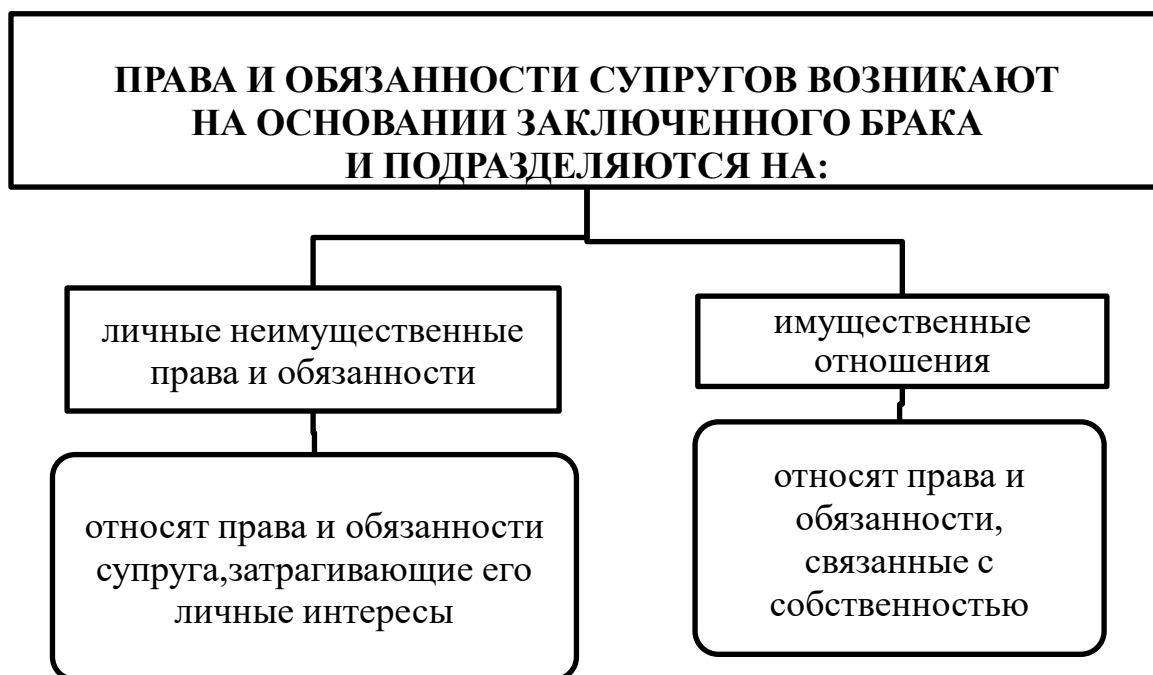 ПРАВА И ОБЯЗАННОСТИ СУПРУГОВ ВОЗНИКАЮТ
НА ОСНОВАНИИ ЗАКЛЮЧЕННОГО БРАКА
И ПОДРАЗДЕЛЯЮТСЯ НА:
личные неимущественные
права и обязанности
относят права и обязанности
супруга,затрагивающие его
личные интересы
имущественные
отношения
относят права и
обязанности,
связанные с
собственностью